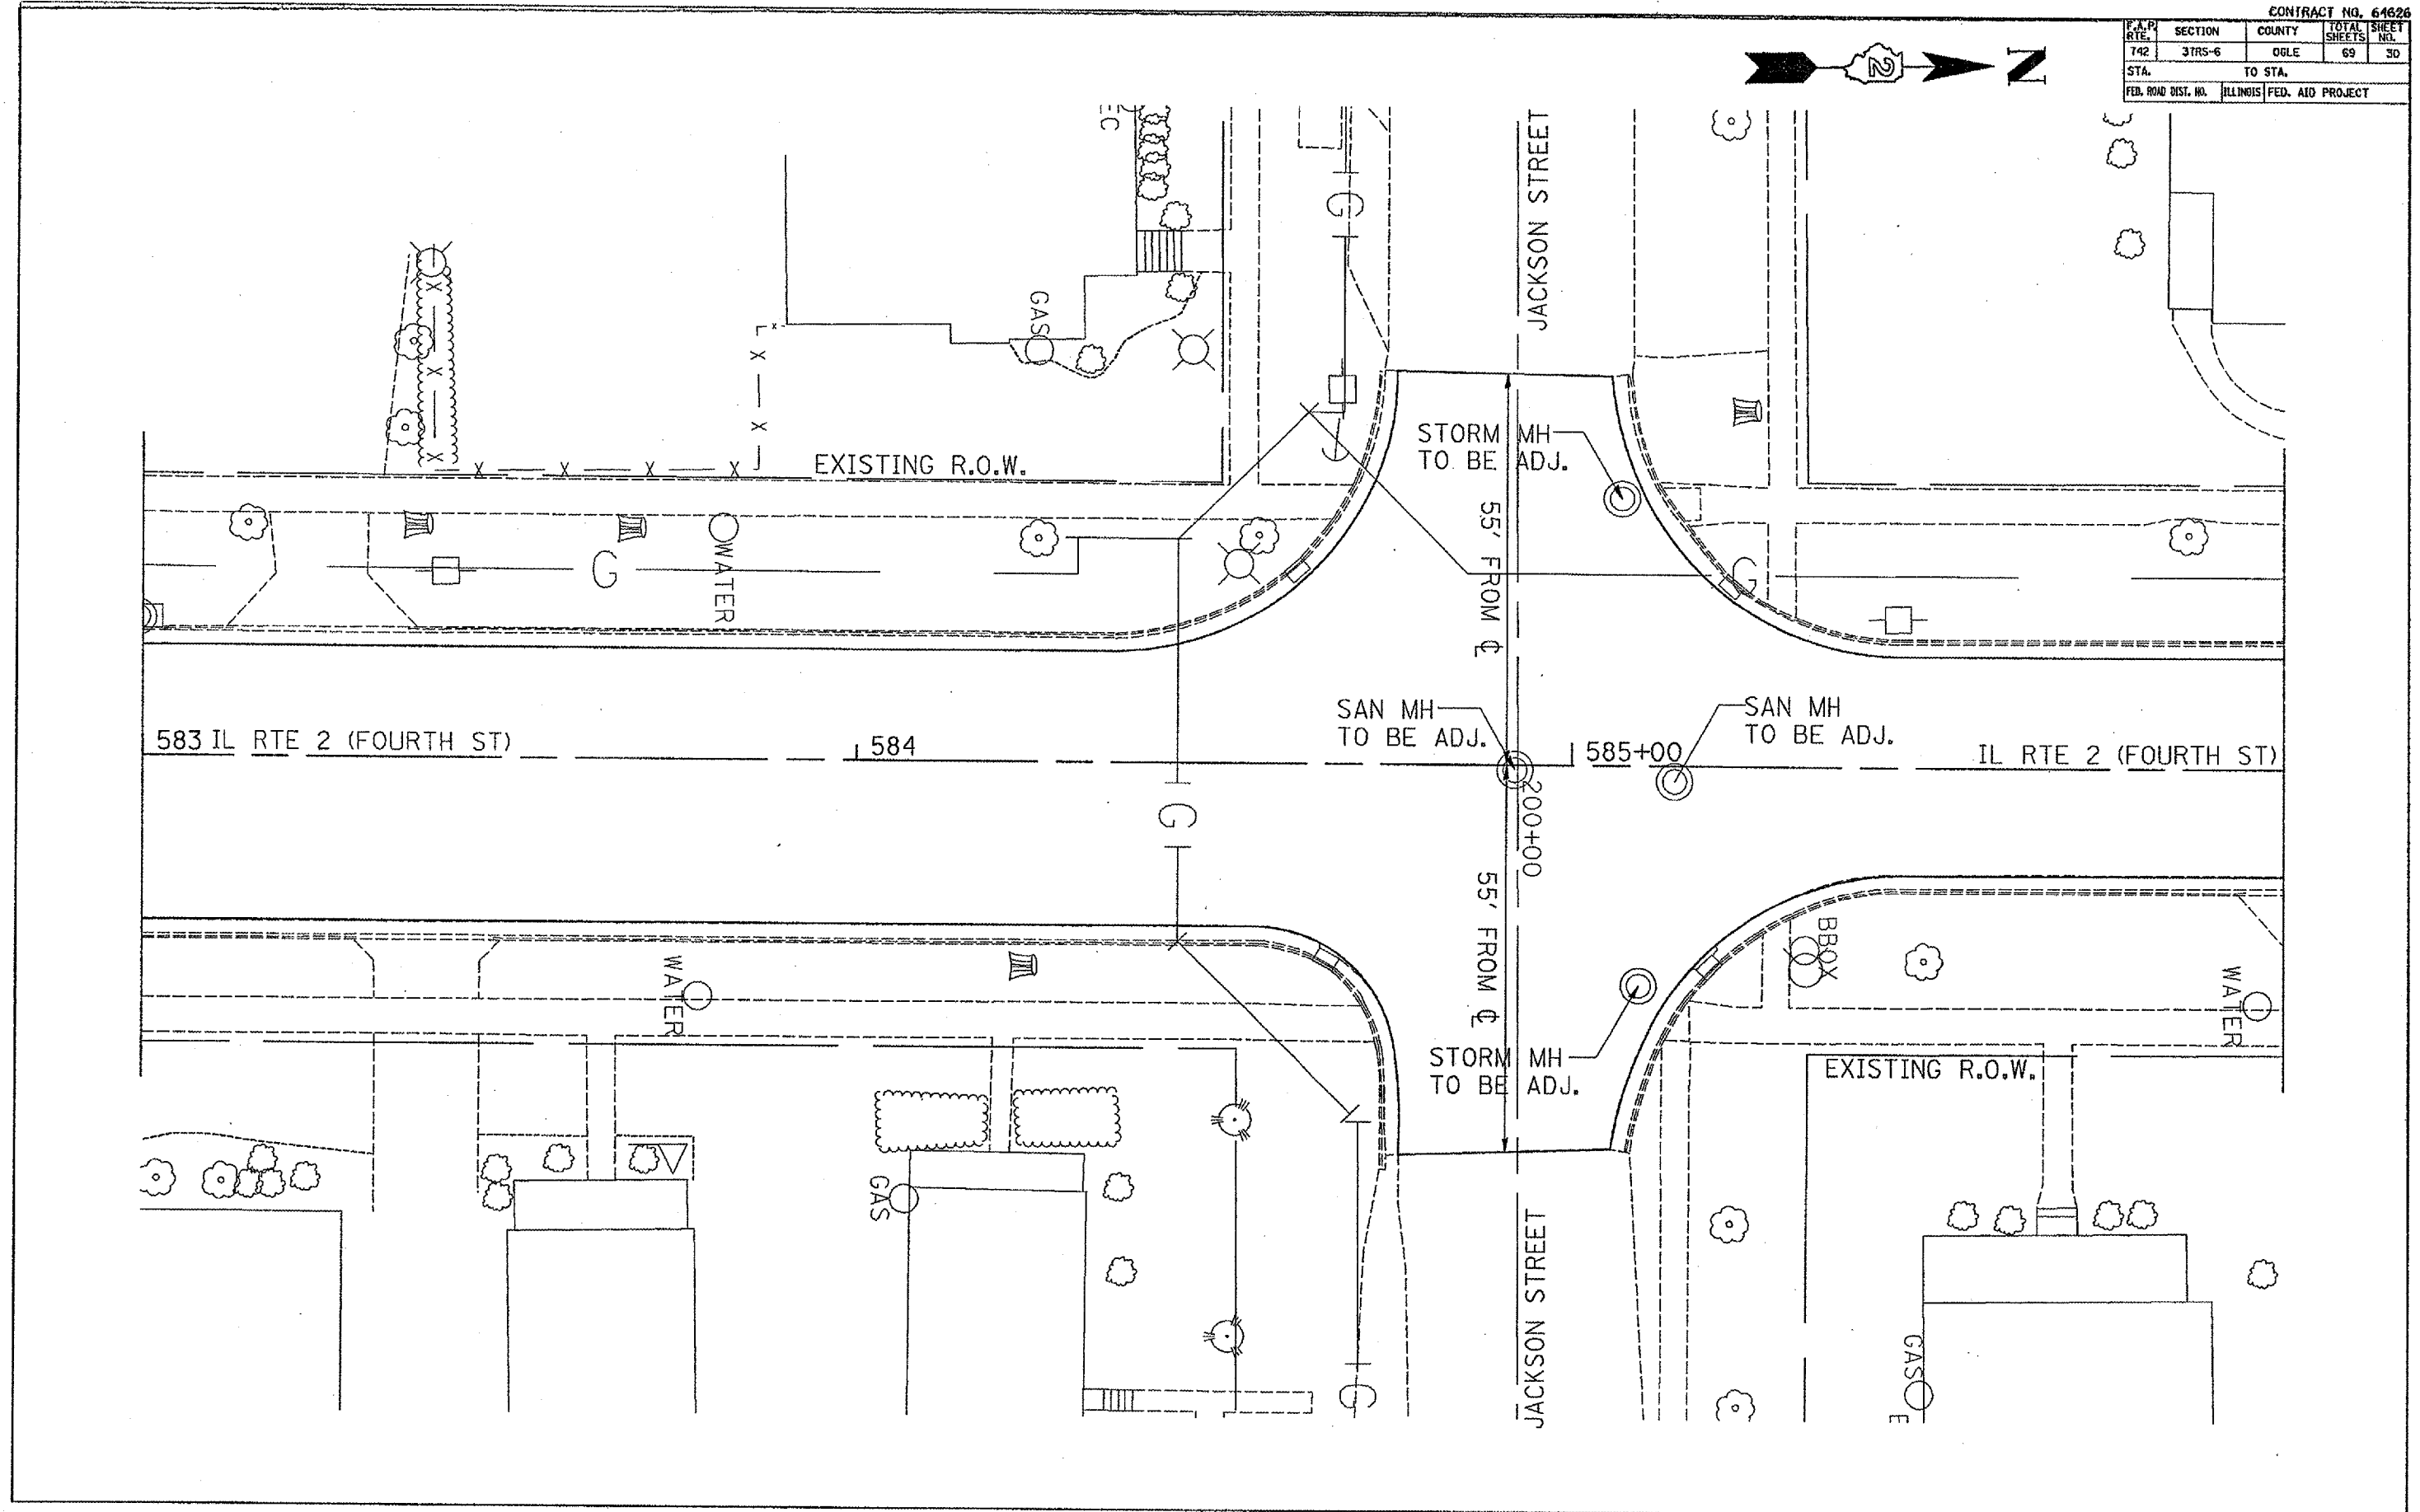 CONTRACT NO. 64626
F.A.P. RTE. SECTION COUNTY TOTAL SHEETS SHEET NO.
742 3TRS-6 OGLE 69 30
STA. TO STA.
FED. ROAD DIST. NO. ILLINOIS FED. AID PROJECT
2 N
EC
G
JACKSON STREET
GAS
X
X
X
X
X
X
X
X X X X
EXISTING R.O.W.
STORM MH
TO BE ADJ.
55' FROM ℄
G
WATER
G
SAN MH
TO BE ADJ.
SAN MH
TO BE ADJ.
583 IL RTE 2 (FOURTH ST)
584
585+00
IL RTE 2 (FOURTH ST)
200+00
G
55' FROM ℄
WATER
BBOX
WATER
STORM MH
TO BE ADJ.
EXISTING R.O.W.
GAS
JACKSON STREET
G
GAS
E